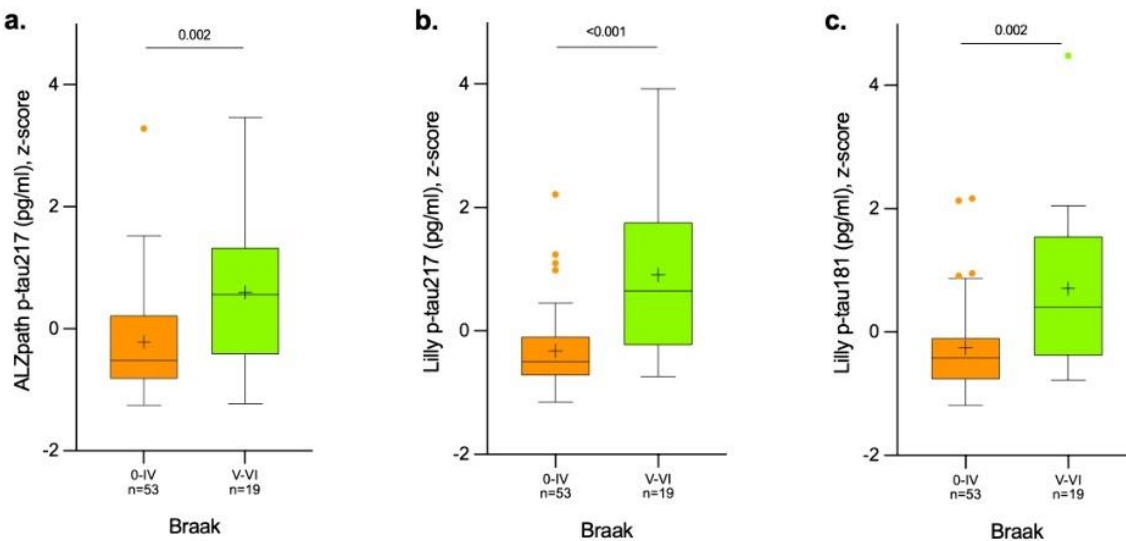 a.
0.002
ALZpath p-tau217 (pg/ml), z-score
4
2
0
-2
0-IV
n=53
V-VI
n=19
Braak
b.
<0.001
Lilly p-tau217 (pg/ml), z-score
4
2
0
-2
0-IV
n=53
V-VI
n=19
Braak
c.
0.002
Lilly p-tau181 (pg/ml), z-score
4
2
0
-2
0-IV
n=53
V-VI
n=19
Braak